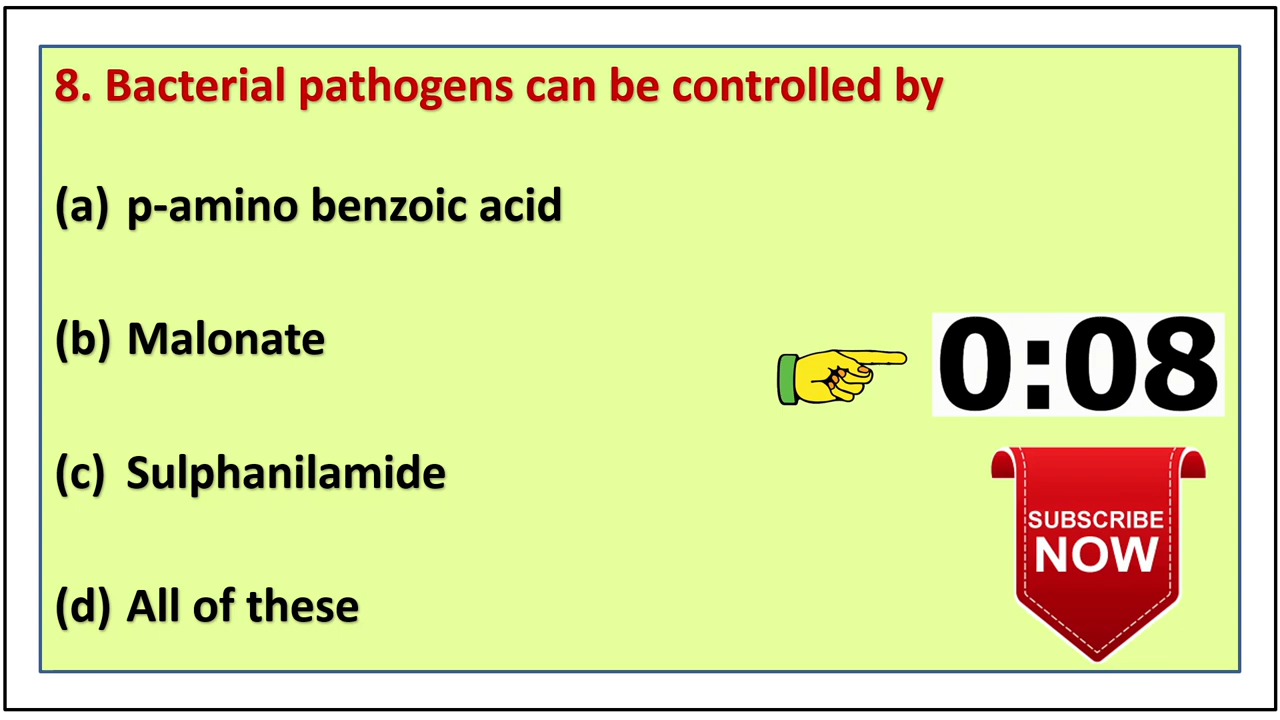 8. Bacterial pathogens can be controlled by
(a) p-amino benzoic acid
(b) Malonate
(c) Sulphanilamide
(d) All of these
0:08
SUBSCRIBE
NOW